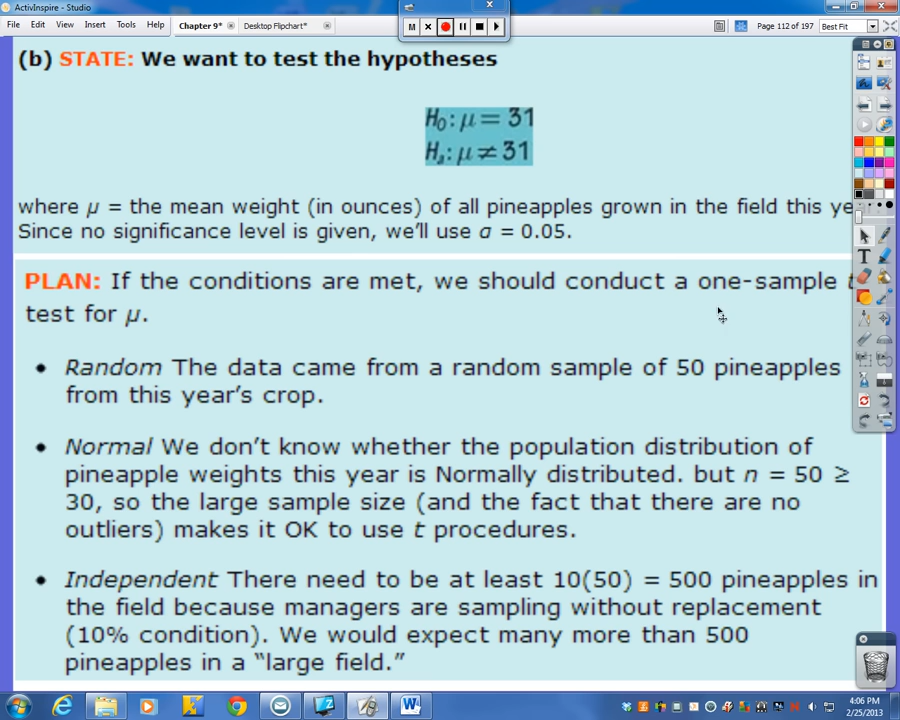 ActivInspire - Studio
File Edit View Insert Tools Help
Chapter 9*
Desktop Flipchart*
M
Page 112 of 197
Best Fit
(b) STATE: We want to test the hypotheses
H₀: μ = 31
Hₐ: μ ≠ 31
where μ = the mean weight (in ounces) of all pineapples grown in the field this ye
Since no significance level is given, we'll use α = 0.05.
PLAN: If the conditions are met, we should conduct a one-sample t
test for μ.
• Random The data came from a random sample of 50 pineapples
from this year's crop.
• Normal We don't know whether the population distribution of
pineapple weights this year is Normally distributed. but n = 50 ≥
30, so the large sample size (and the fact that there are no
outliers) makes it OK to use t procedures.
• Independent There need to be at least 10(50) = 500 pineapples in
the field because managers are sampling without replacement
(10% condition). We would expect many more than 500
pineapples in a “large field.”
4:06 PM
2/25/2013